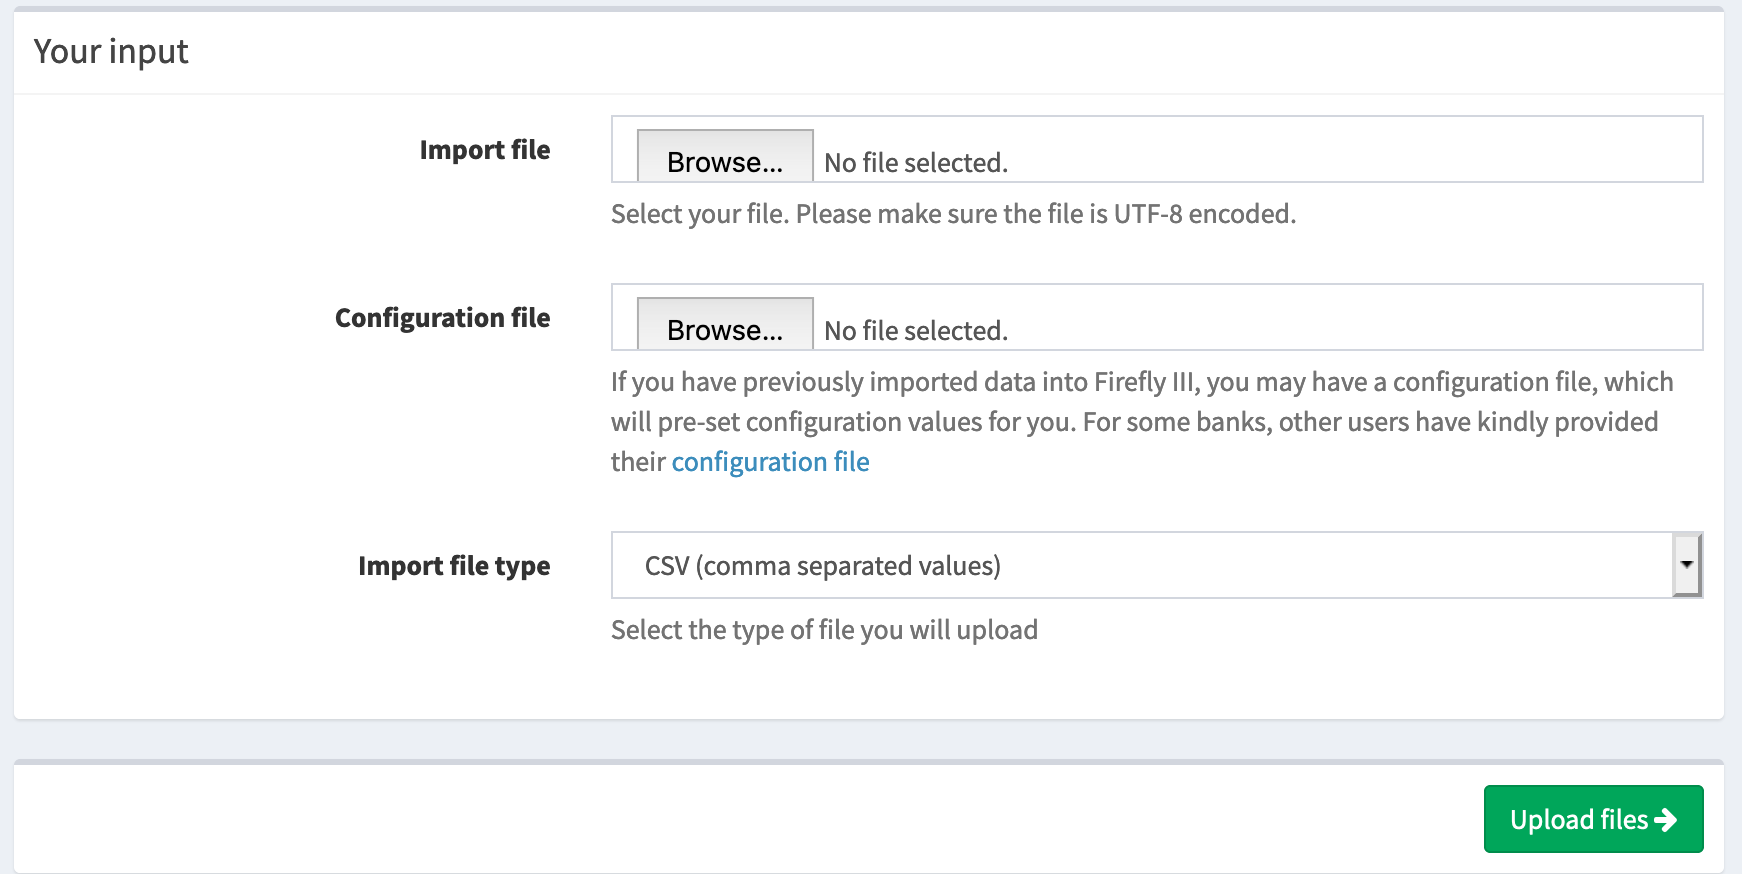 Your input
Import file
Browse... No file selected.
Select your file. Please make sure the file is UTF-8 encoded.
Configuration file
Browse... No file selected.
If you have previously imported data into Firefly III, you may have a configuration file, which
will pre-set configuration values for you. For some banks, other users have kindly provided
their configuration file
Import file type
CSV (comma separated values)
Select the type of file you will upload
Upload files